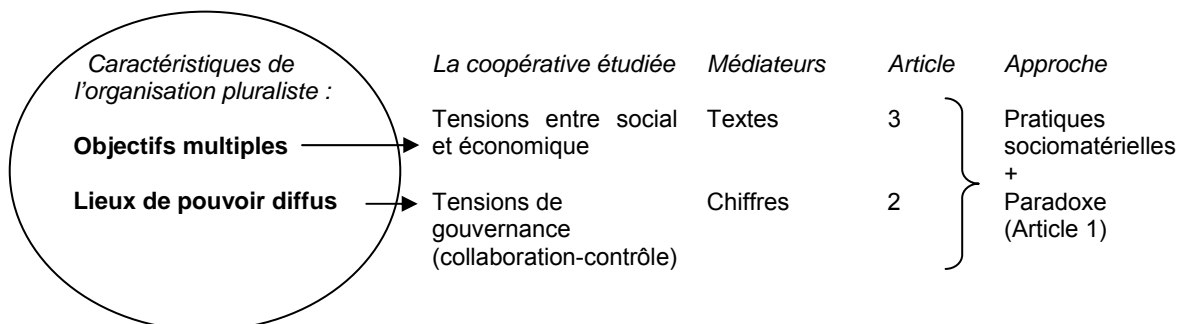 Caractéristiques de
l'organisation pluraliste :
La coopérative étudiée
Médiateurs
Article
Approche
Objectifs multiples
Tensions entre social
et économique
Textes
3
Lieux de pouvoir diffus
Tensions de
gouvernance
(collaboration-contrôle)
Chiffres
2
Pratiques
sociomatérielles
+
Paradoxe
(Article 1)